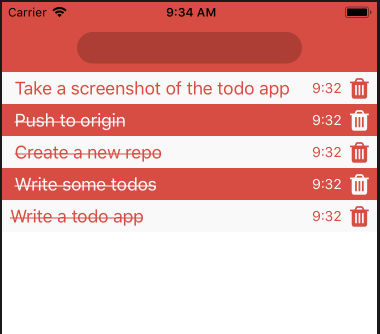 Carrier 9:34 AM
Take a screenshot of the todo app 9:32
Push to origin 9:32
Create a new repo 9:32
Write some todos 9:32
Write a todo app 9:32